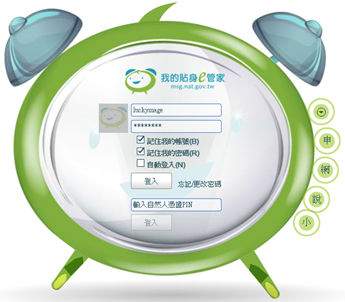 我的貼身e管家
msg.nat.gov.tw
luckymage
********
記住我的帳號(B)
記住我的密碼(R)
自動登入(N)
登入
忘記/更改密碼
輸入自然人憑證PIN
登入
申
樹
說
小